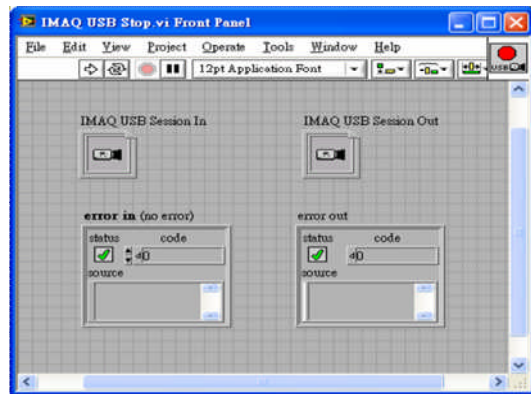 IMAQ USB Stop.vi Front Panel
File Edit View Project Operate Tools Window Help
12pt Application Font
USB
IMAQ USB Session In IMAQ USB Session Out
error in (no error) error out
status code status code
d0 d0
source source